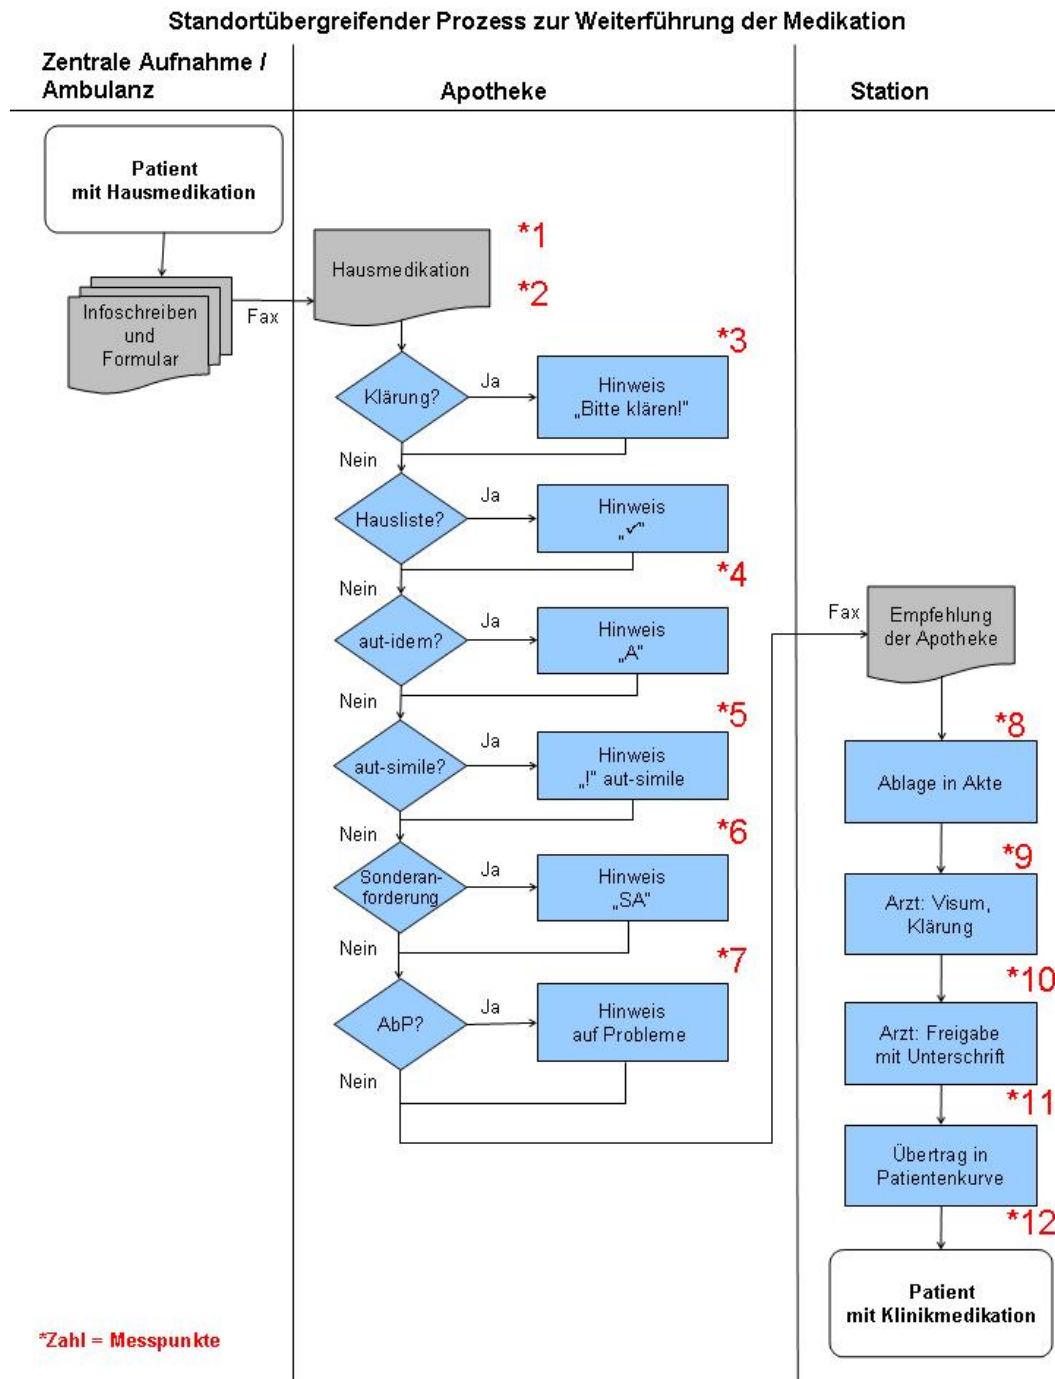 Standortübergreifender Prozess zur Weiterführung der Medikation
Zentrale Aufnahme /
Ambulanz
Apotheke
Station
Patient
mit Hausmedikation
Infoschreiben
und
Formular
Fax
Hausmedikation
*1
*2
Klärung?
Ja
Hinweis
„Bitte klären!"
*3
Nein
Hausliste?
Ja
Hinweis
„✓"
Nein
*4
aut-idem?
Ja
Hinweis
„A"
Nein
*5
aut-simile?
Ja
Hinweis
„!" aut-simile
Nein
*6
Sonderan-
forderung
Ja
Hinweis
„SA"
Nein
*7
AbP?
Ja
Hinweis
auf Probleme
Nein
Fax
Empfehlung
der Apotheke
*8
Ablage in Akte
*9
Arzt: Visum,
Klärung
*10
Arzt: Freigabe
mit Unterschrift
*11
Übertrag in
Patientenkurve
*12
Patient
mit Klinikmedikation
*Zahl = Messpunkte